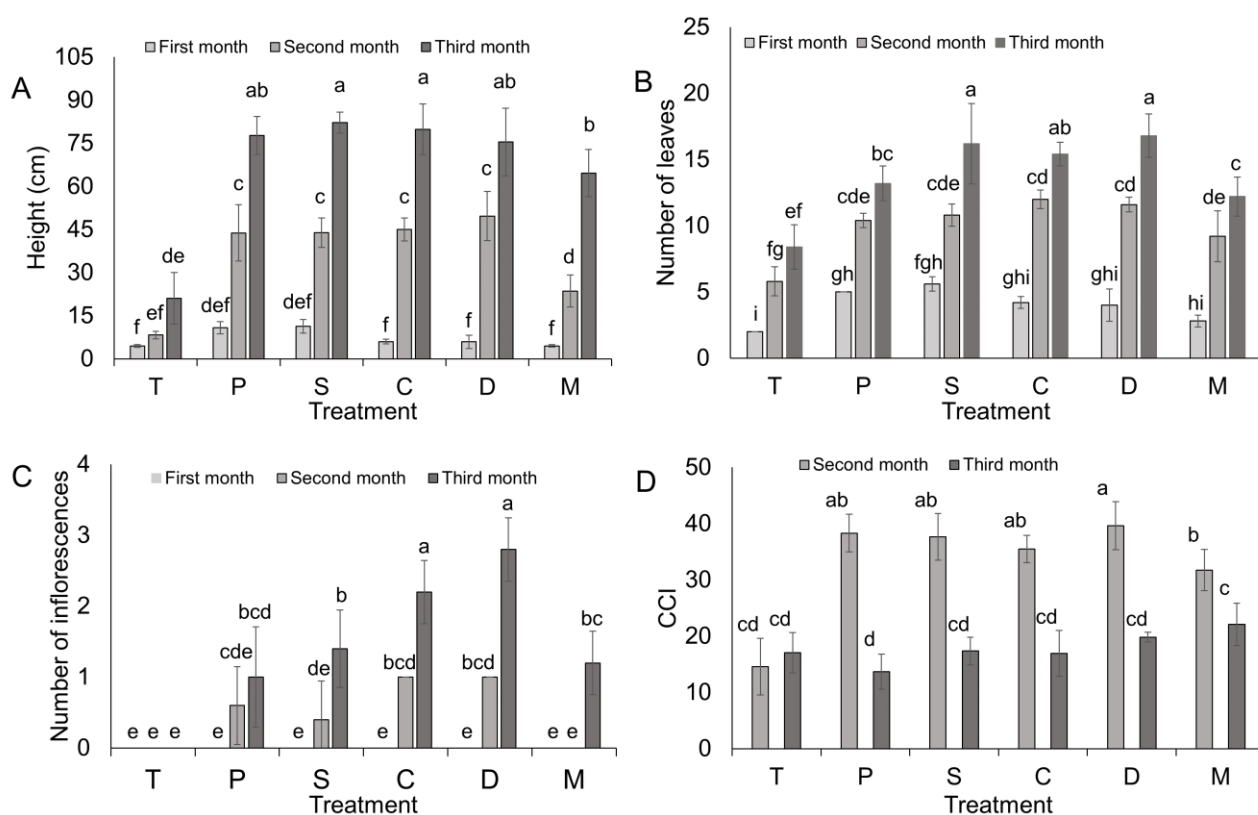 A
First month Second month Third month
Height (cm)
105
90
75
60
45
30
15
0
f ef de
def c ab
def c a
f c a
f c ab
f d b
T P S C D M
Treatment
B
First month Second month Third month
Number of leaves
25
20
15
10
5
0
i fg ef
gh cde bc
fgh cde a
ghi cd ab
ghi cd a
hi de c
T P S C D M
Treatment
C
First month Second month Third month
Number of inflorescences
4
3
2
1
0
e e e
e cde bcd
e de b
e bcd a
e bcd a
e e bc
T P S C D M
Treatment
D
Second month Third month
CCI
50
40
30
20
10
0
cd cd
ab d
ab cd
ab cd
a cd
b c
T P S C D M
Treatment